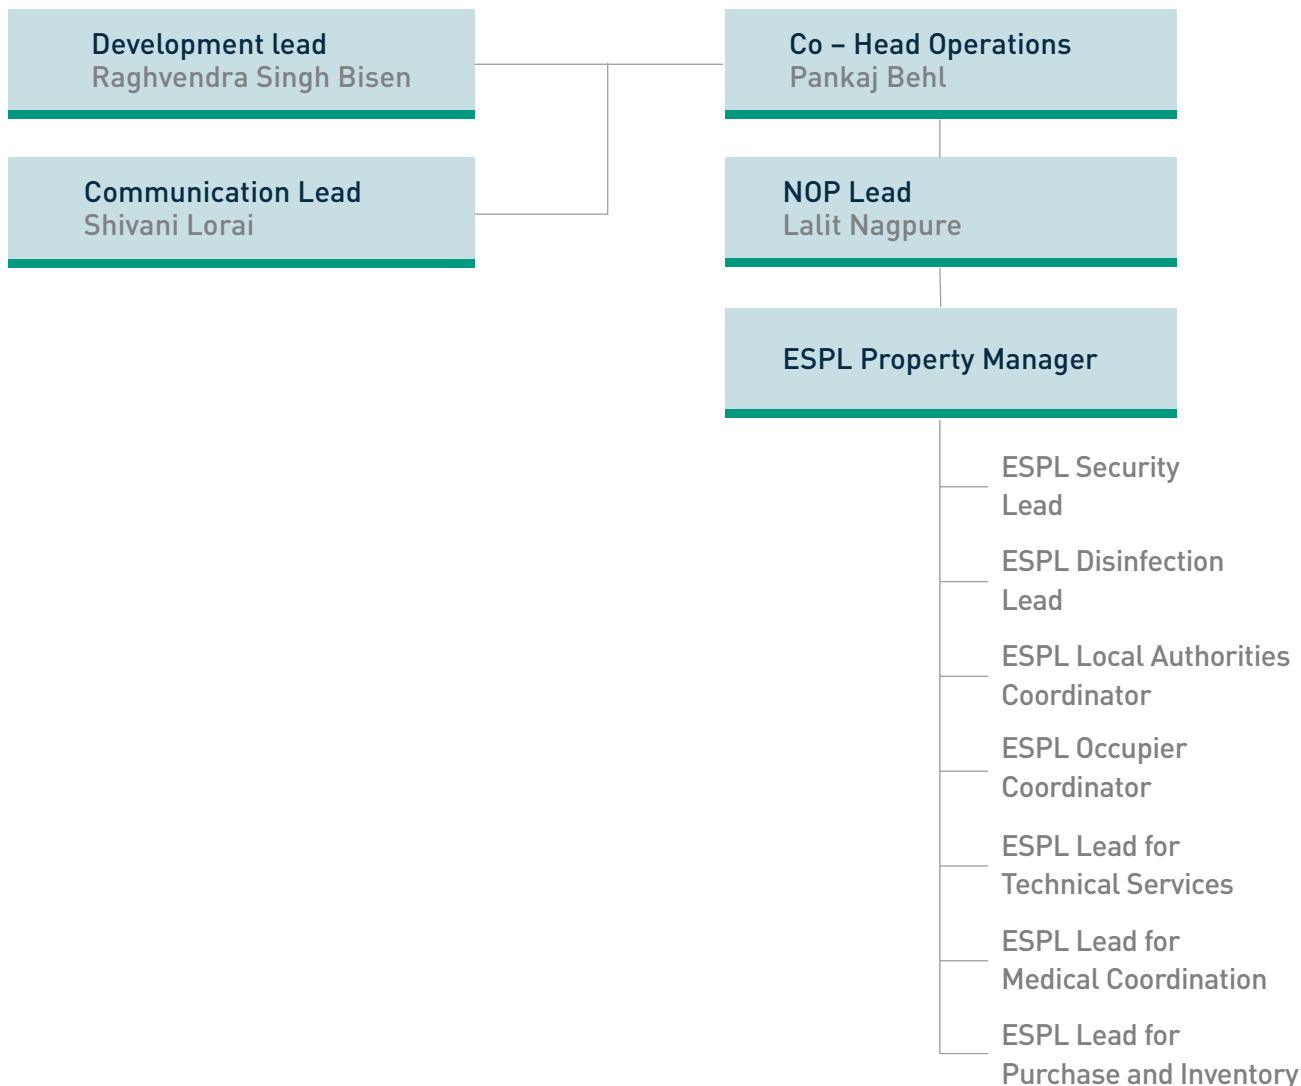 Development lead
Raghvendra Singh Bisen
Co – Head Operations
Pankaj Behl
Communication Lead
Shivani Lorai
NOP Lead
Lalit Nagpure
ESPL Property Manager
ESPL Security
Lead
ESPL Disinfection
Lead
ESPL Local Authorities
Coordinator
ESPL Occupier
Coordinator
ESPL Lead for
Technical Services
ESPL Lead for
Medical Coordination
ESPL Lead for
Purchase and Inventory